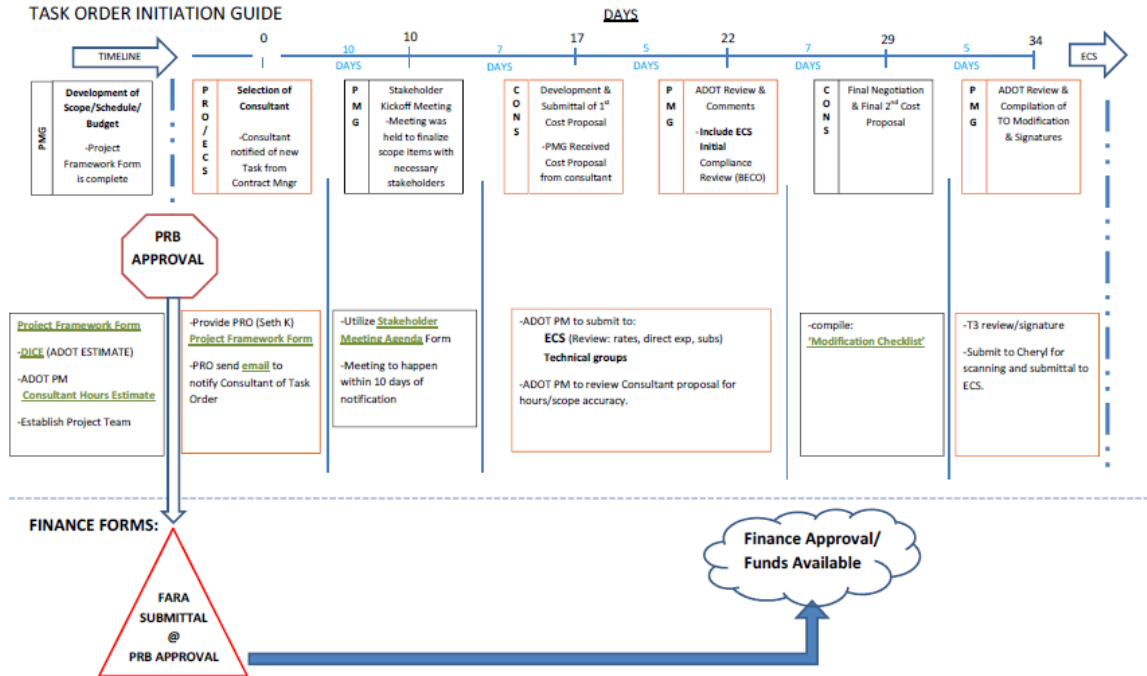 TASK ORDER INITIATION GUIDE
DAYS
TIMELINE
0
10
17
22
29
34
ECS
10
DAYS
7
DAYS
5
DAYS
7
DAYS
5
DAYS
PMG
Development of
Scope/Schedule/
Budget
-Project
Framework Form
is complete
PRO/ECS
Selection of
Consultant
-Consultant
notified of new
Task from
Contract Mngr
PMG
Stakeholder
Kickoff Meeting
-Meeting was
held to finalize
scope items with
necessary
stakeholders
CONS
Development &
Submittal of 1st
Cost Proposal
-PMG Received
Cost Proposal
from consultant
PMG
ADOT Review &
Comments
-Include ECS
Initial
Compliance
Review (BECO)
CONS
Final Negotiation
& Final 2nd Cost
Proposal
PMG
ADOT Review &
Compilation of
TO Modification
& Signatures
PRB
APPROVAL
Project Framework Form
-DICE (ADOT ESTIMATE)
-ADOT PM
Consultant Hours Estimate
-Establish Project Team
-Provide PRO (Seth K)
Project Framework Form
-PRO send email to
notify Consultant of Task
Order
-Utilize Stakeholder
Meeting Agenda Form
-Meeting to happen
within 10 days of
notification
-ADOT PM to submit to:
ECS (Review: rates, direct exp, subs)
Technical groups
-ADOT PM to review Consultant proposal for
hours/scope accuracy.
-compile:
'Modification Checklist'
-T3 review/signature
-Submit to Cheryl for
scanning and submittal to
ECS.
FINANCE FORMS:
FARA
SUBMITTAL
@
PRB APPROVAL
Finance Approval/
Funds Available